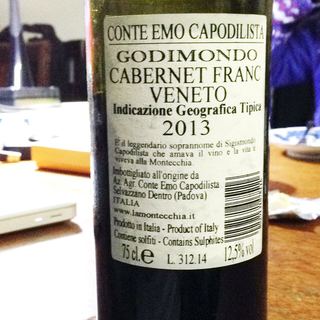 CONTE EMO CAPODILISTA
GODIMONDO
CABERNET FRANC
VENETO
Indicazione Geografica Tipica
2013
E' il leggendario soprannome di Sigismondo
Capodilista che amava il vino e la vita e
viveva alla Montecchia.
Imbottigliato all'origine da
Az. Agr. Conte Emo Capodilista
Selvazzano Dentro (Padova)
ITALIA
www.lamontecchia.it
Prodotto in Italia - Product of Italy
Contiene solfiti - Contains Sulphites
75 cl. e L. 312.14 12,5% vol